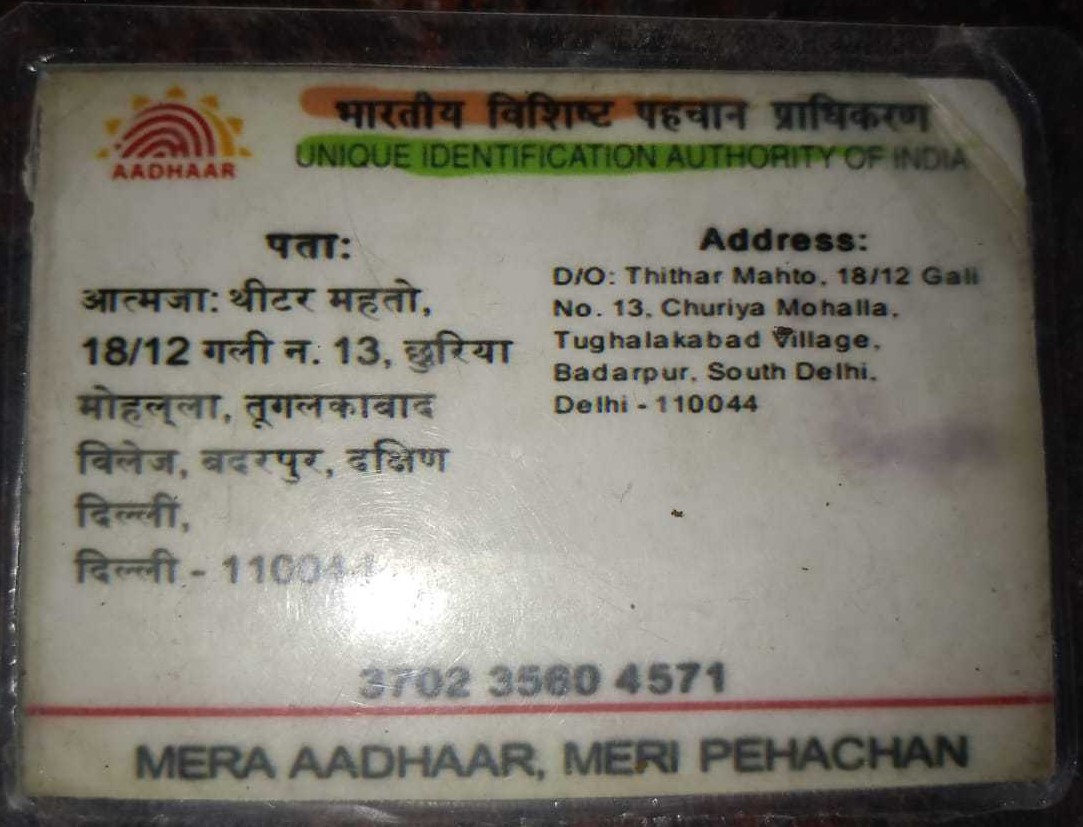 AADHAAR
भारतीय विशिष्ट पहचान प्राधिकरण
UNIQUE IDENTIFICATION AUTHORITY OF INDIA
पता:
आत्मजा: थीटर महतो,
18/12 गली न. 13, छुरिया
मोहल्ला, तूगलकाबाद
विलेज, बदरपुर, दक्षिण
दिल्ली,
दिल्ली - 110044
Address:
D/O: Thithar Mahto, 18/12 Gali
No. 13, Churiya Mohalla,
Tughalakabad Village,
Badarpur, South Delhi,
Delhi - 110044
3702 3560 4571
MERA AADHAAR, MERI PEHACHAN